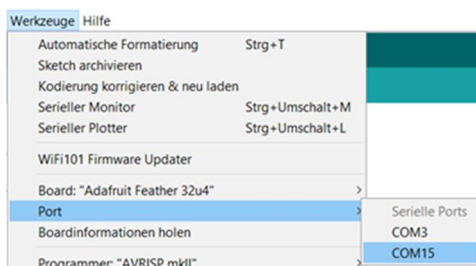 Werkzeuge Hilfe
Automatische Formatierung Strg+T
Sketch archivieren
Kodierung korrigieren & neu laden
Serieller Monitor Strg+Umschalt+M
Serieller Plotter Strg+Umschalt+L
WiFi101 Firmware Updater
Board: "Adafruit Feather 32u4"
Port
Serielle Ports
Boardinformationen holen
COM3
COM15
Programmer: "AVRISP mkII"